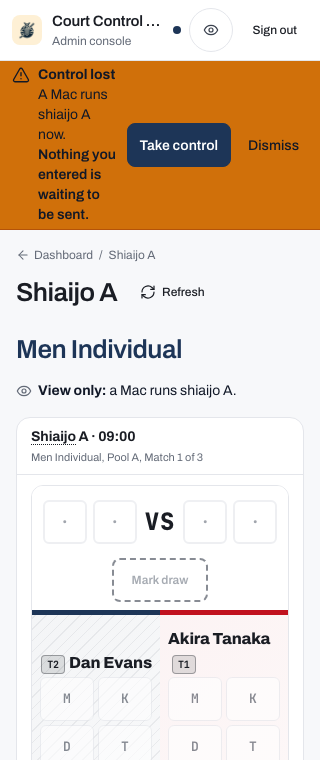 Court Control ...
Admin console
Sign out
Control lost
A Mac runs
shiaijo A
now.
Nothing you
entered is
waiting to
be sent.
Take control
Dismiss
← Dashboard / Shiaijo A
Shiaijo A
Refresh
Men Individual
View only: a Mac runs shiaijo A.
Shiaijo A · 09:00
Men Individual, Pool A, Match 1 of 3
• • VS • •
Mark draw
T2 Dan Evans
Akira Tanaka
T1
M K M K
D T D T